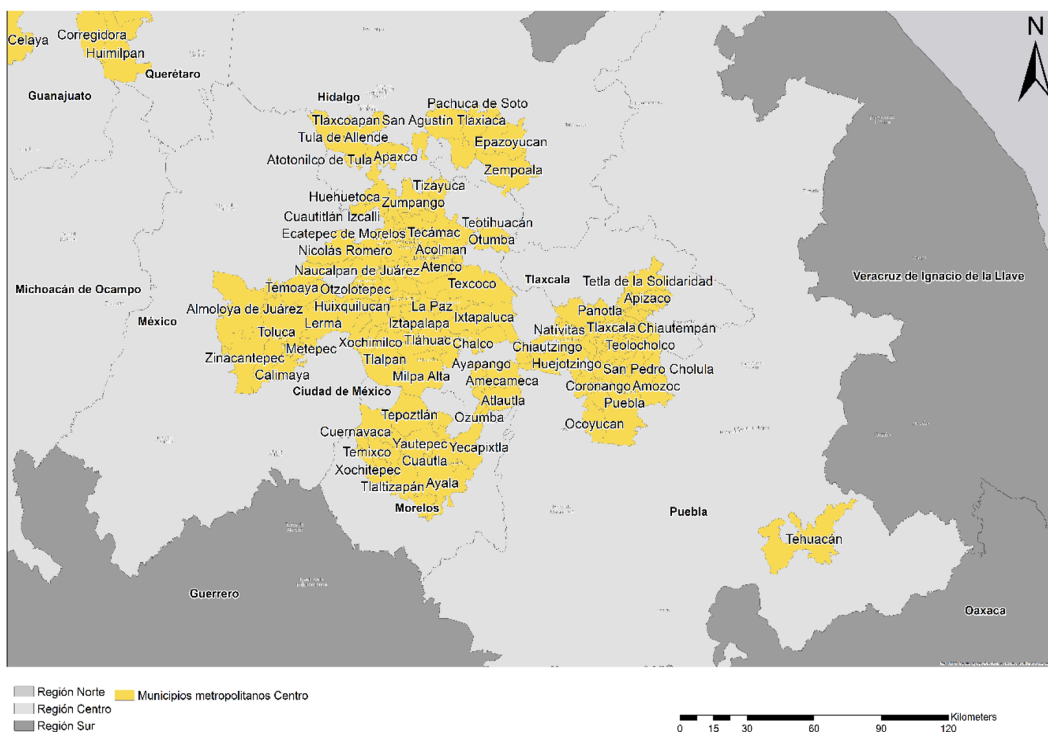 N
Celaya
Corregidora
Huimilpan
Querétaro
Guanajuato
Hidalgo
Pachuca de Soto
Tlaxcoapan
San Agustín Tlaxiaca
Tula de Allende
Epazoyucan
Atotonilco de Tula
Apaxco
Zempoala
Tizayuca
Huehuetoca
Zumpango
Cuautitlán Izcalli
Teotihuacán
Ecatepec de Morelos
Tecámac
Otumba
Nicolás Romero
Acolman
Naucalpan de Juárez
Atenco
Tlaxcala
Tetla de la Solidaridad
Veracruz de Ignacio de la Llave
Michoacán de Ocampo
Temoaya
Otzolotepec
Texcoco
Apizaco
Almoloya de Juárez
Huixquilucan
La Paz
Panotla
México
Lerma
Iztapalapa
Ixtapaluca
Toluca
Nativitas
Tlaxcala
Chiautempan
Metepec
Xochimilco
Tláhuac
Chalco
Chiautzingo
Teolocholco
Zinacantepec
Tlalpan
Ayapango
Huejotzingo
San Pedro Cholula
Calimaya
Milpa Alta
Amecameca
Coronango
Amozoc
Ciudad de México
Atlautla
Puebla
Tepoztlán
Ozumba
Ocoyucan
Cuernavaca
Yautepec
Yecapixtla
Temixco
Cuautla
Xochitepec
Tlaltizapán
Ayala
Morelos
Puebla
Tehuacán
Guerrero
Oaxaca
Región Norte
Municipios metropolitanos Centro
Región Centro
Región Sur
Kilometers
0 15 30 60 90 120